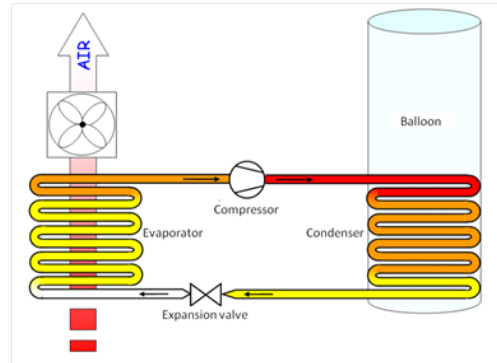 AIR
Balloon
Compressor
Evaporator
Condenser
Expansion valve